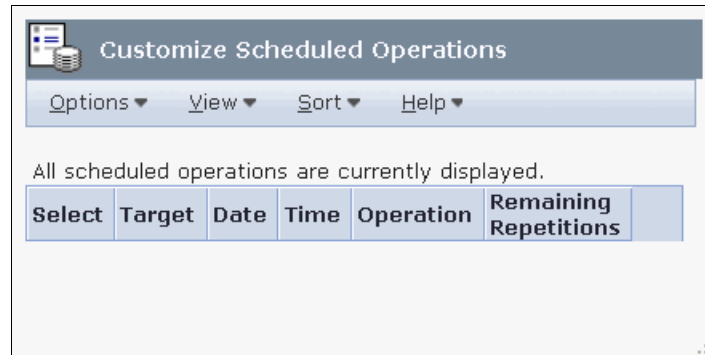 Customize Scheduled Operations
Options View Sort Help
All scheduled operations are currently displayed.
Select Target Date Time Operation Remaining Repetitions